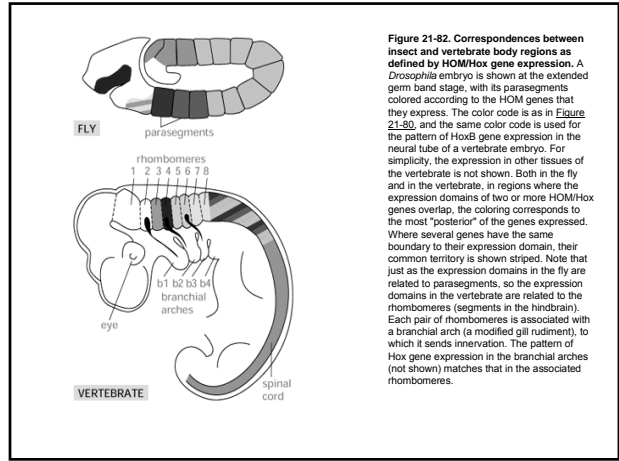 FLY
parasegments
rhombomeres
1 2 3 4 5 6 7 8
b1 b2 b3 b4
branchial
arches
eye
spinal
cord
VERTEBRATE
Figure 21-82. Correspondences between
insect and vertebrate body regions as
defined by HOM/Hox gene expression. A
Drosophila embryo is shown at the extended
germ band stage, with its parasegments
colored according to the HOM genes that
they express. The color code is as in Figure
21-80, and the same color code is used for
the pattern of HoxB gene expression in the
neural tube of a vertebrate embryo. For
simplicity, the expression in other tissues of
the vertebrate is not shown. Both in the fly
and in the vertebrate, in regions where the
expression domains of two or more HOM/Hox
genes overlap, the coloring corresponds to
the most "posterior" of the genes expressed.
Where several genes have the same
boundary to their expression domain, their
common territory is shown striped. Note that
just as the expression domains in the fly are
related to parasegments, so the expression
domains in the vertebrate are related to the
rhombomeres (segments in the hindbrain).
Each pair of rhombomeres is associated with
a branchial arch (a modified gill rudiment), to
which it sends innervation. The pattern of
Hox gene expression in the branchial arches
(not shown) matches that in the associated
rhombomeres.